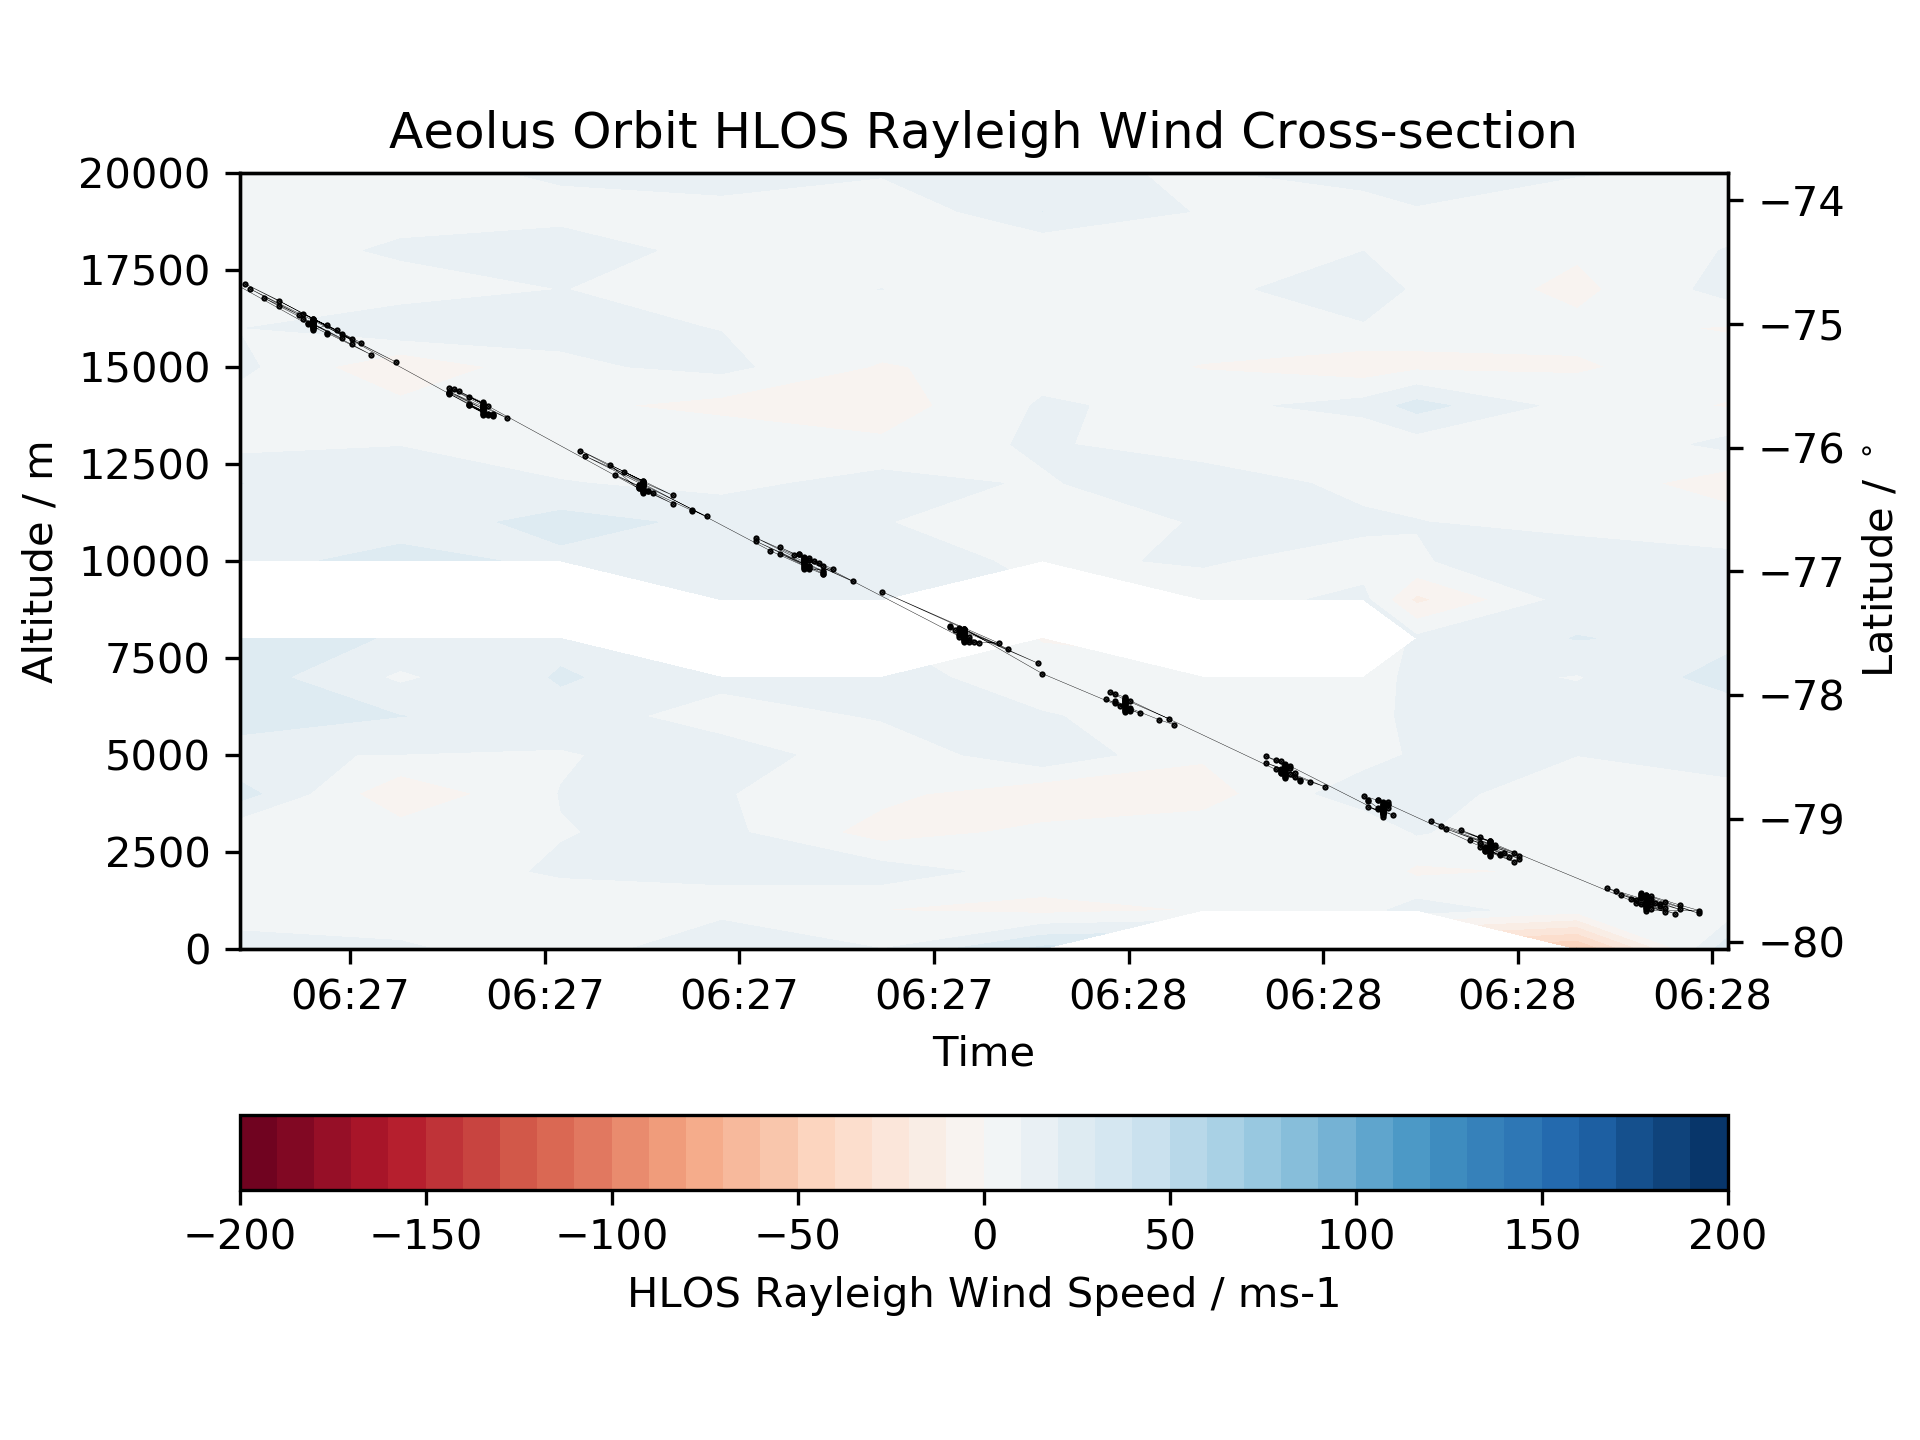 Aeolus Orbit HLOS Rayleigh Wind Cross-section
20000
17500
15000
12500
10000
7500
5000
2500
0
Altitude / m
−74
−75
−76
−77
−78
−79
−80
Latitude / °
06:27 06:27 06:27 06:27 06:28 06:28 06:28 06:28
Time
−200 −150 −100 −50 0 50 100 150 200
HLOS Rayleigh Wind Speed / ms-1